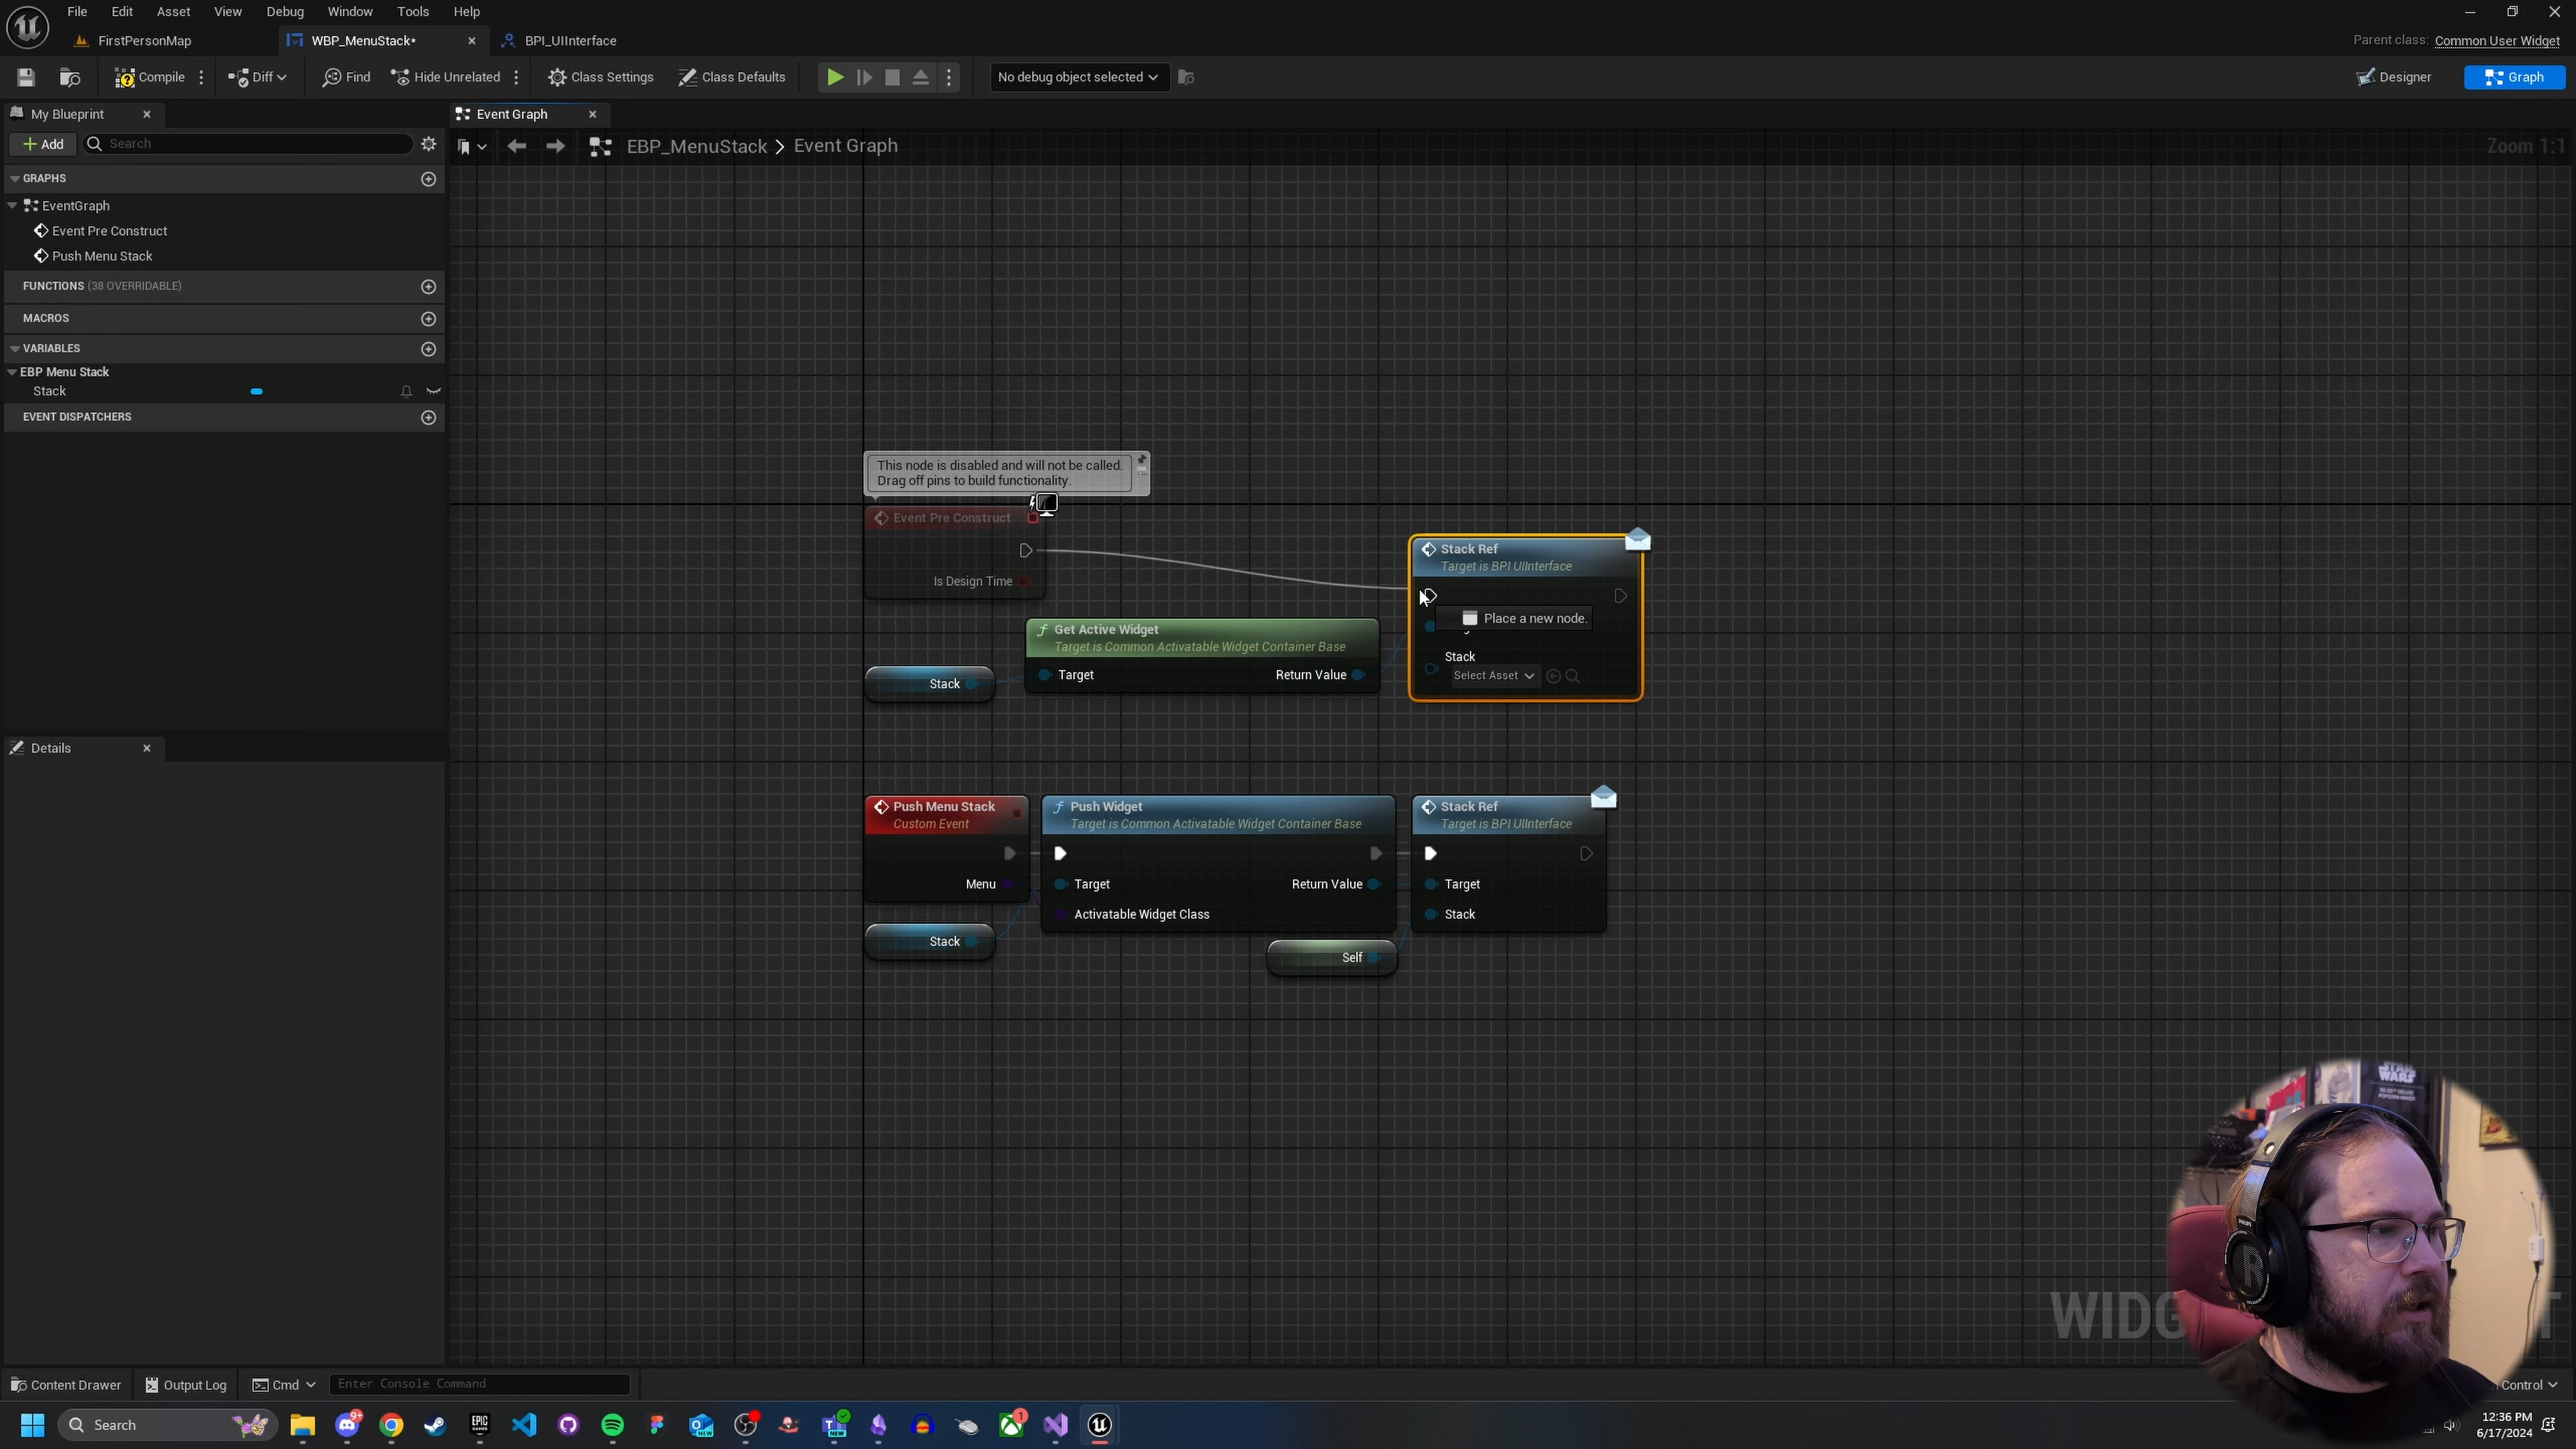 File Edit Asset View Debug Window Tools Help
FirstPersonMap WBP_MenuStack* BPI_UIInterface Parent class: Common User Widget
Compile Diff Find Hide Unrelated Class Settings Class Defaults No debug object selected Designer Graph
My Blueprint Event Graph
Add Search EBP_MenuStack > Event Graph Zoom 1:1
GRAPHS
EventGraph
Event Pre Construct
Push Menu Stack
FUNCTIONS (38 OVERRIDABLE)
MACROS
VARIABLES
EBP Menu Stack
Stack
EVENT DISPATCHERS
Details
This node is disabled and will not be called.
Drag off pins to build functionality.
Event Pre Construct
Is Design Time
Get Active Widget
Target is Common Activatable Widget Container Base
Target Return Value
Stack
Stack Ref
Target is BPI UIInterface
Place a new node.
Stack
Select Asset
Push Menu Stack
Custom Event
Menu
Stack
Push Widget
Target is Common Activatable Widget Container Base
Target Return Value
Activatable Widget Class
Self
Stack Ref
Target is BPI UIInterface
Target
Stack
STAR
WARS
Content Drawer Output Log Cmd Enter Console Command Control
Search 12:36 PM
6/17/2024